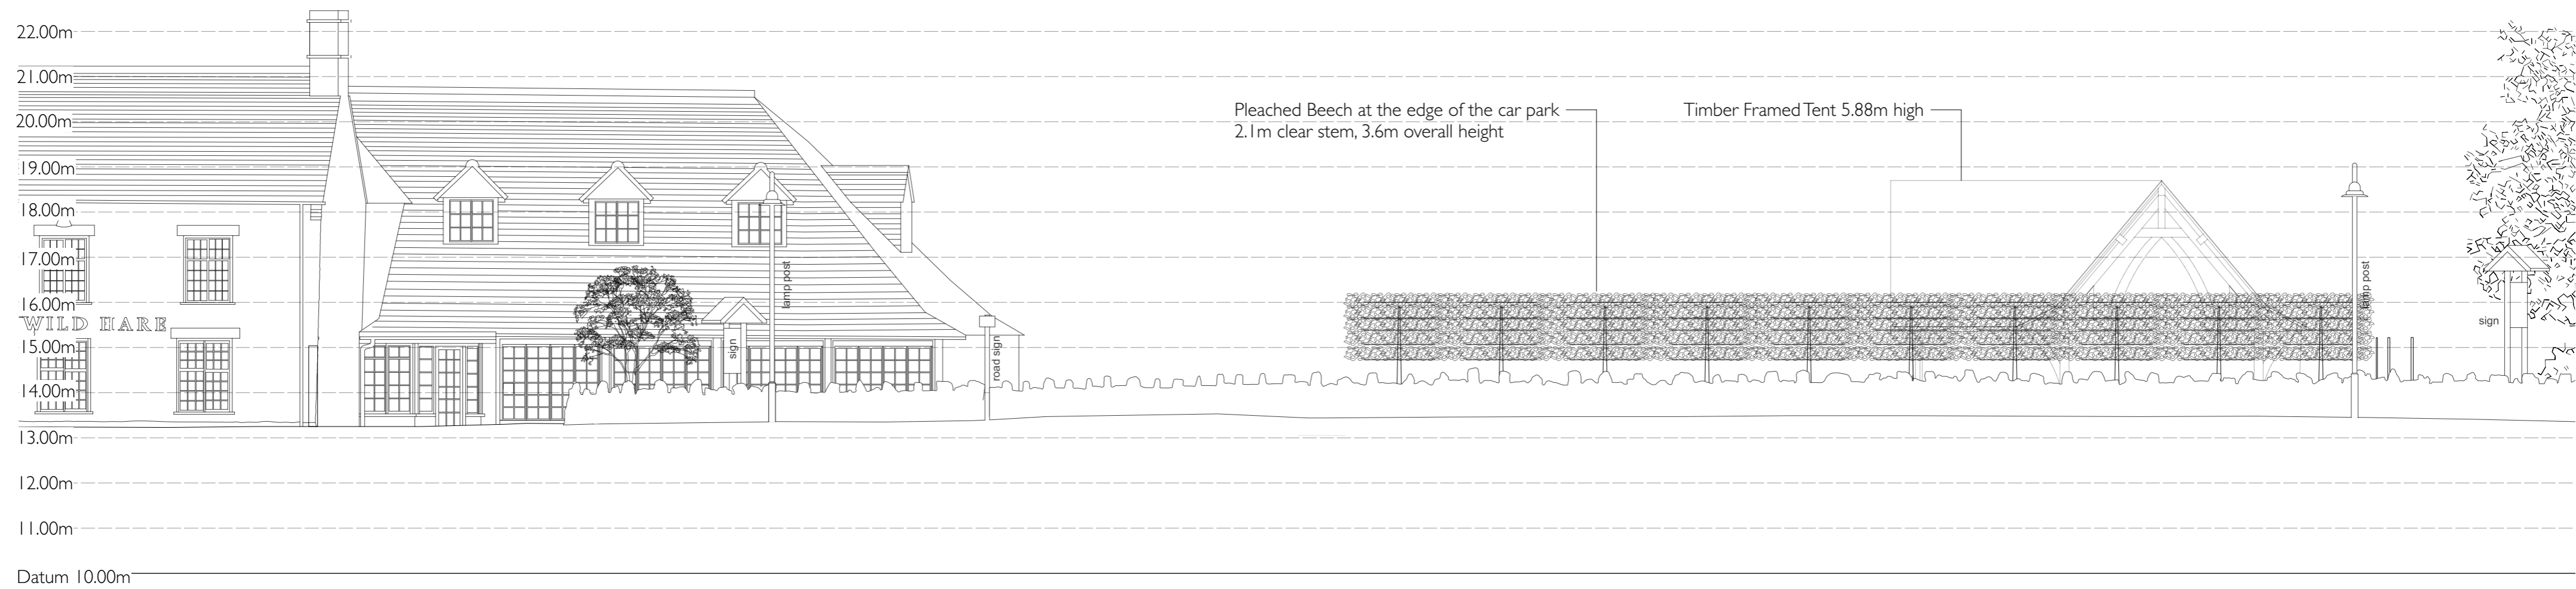 22.00m
21.00m
20.00m
19.00m
18.00m
17.00m
16.00m
WILD HARE
15.00m
14.00m
13.00m
12.00m
11.00m
Datum 10.00m
Pleached Beech at the edge of the car park
2.1m clear stem, 3.6m overall height
Timber Framed Tent 5.88m high
lamp post
sign
road sign
lamp post
sign